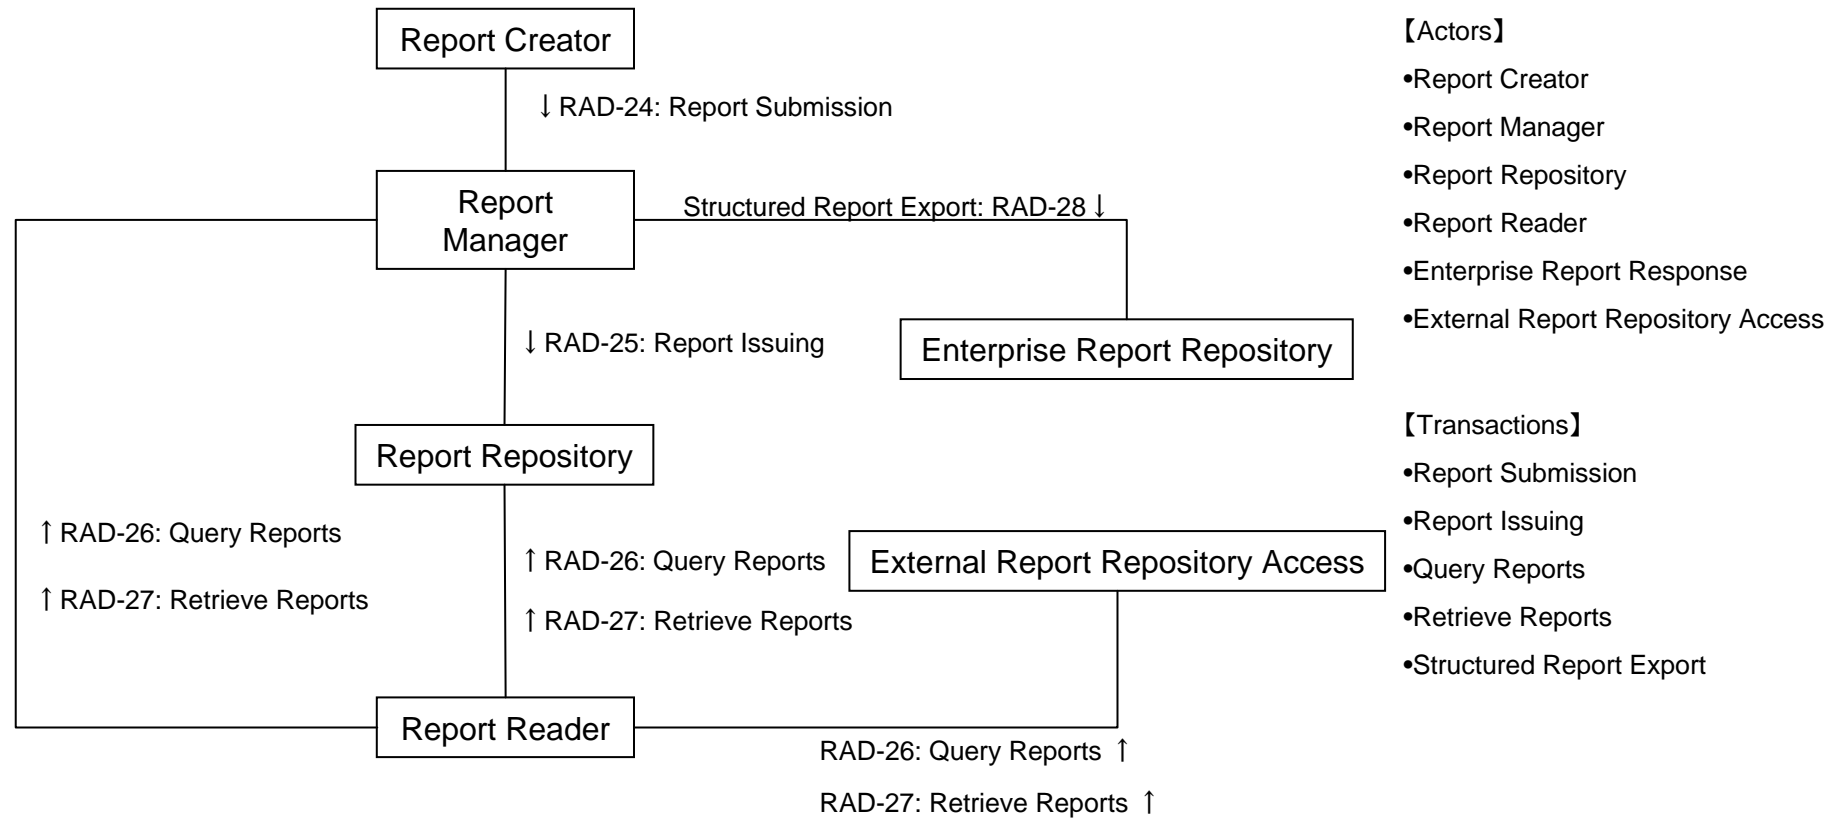 Report Creator
↓ RAD-24: Report Submission
Report
Manager
Structured Report Export: RAD-28 ↓
↓ RAD-25: Report Issuing
Enterprise Report Repository
Report Repository
↑ RAD-26: Query Reports
↑ RAD-27: Retrieve Reports
↑ RAD-26: Query Reports
↑ RAD-27: Retrieve Reports
External Report Repository Access
Report Reader
RAD-26: Query Reports ↑
RAD-27: Retrieve Reports ↑
【Actors】
•Report Creator
•Report Manager
•Report Repository
•Report Reader
•Enterprise Report Response
•External Report Repository Access
【Transactions】
•Report Submission
•Report Issuing
•Query Reports
•Retrieve Reports
•Structured Report Export